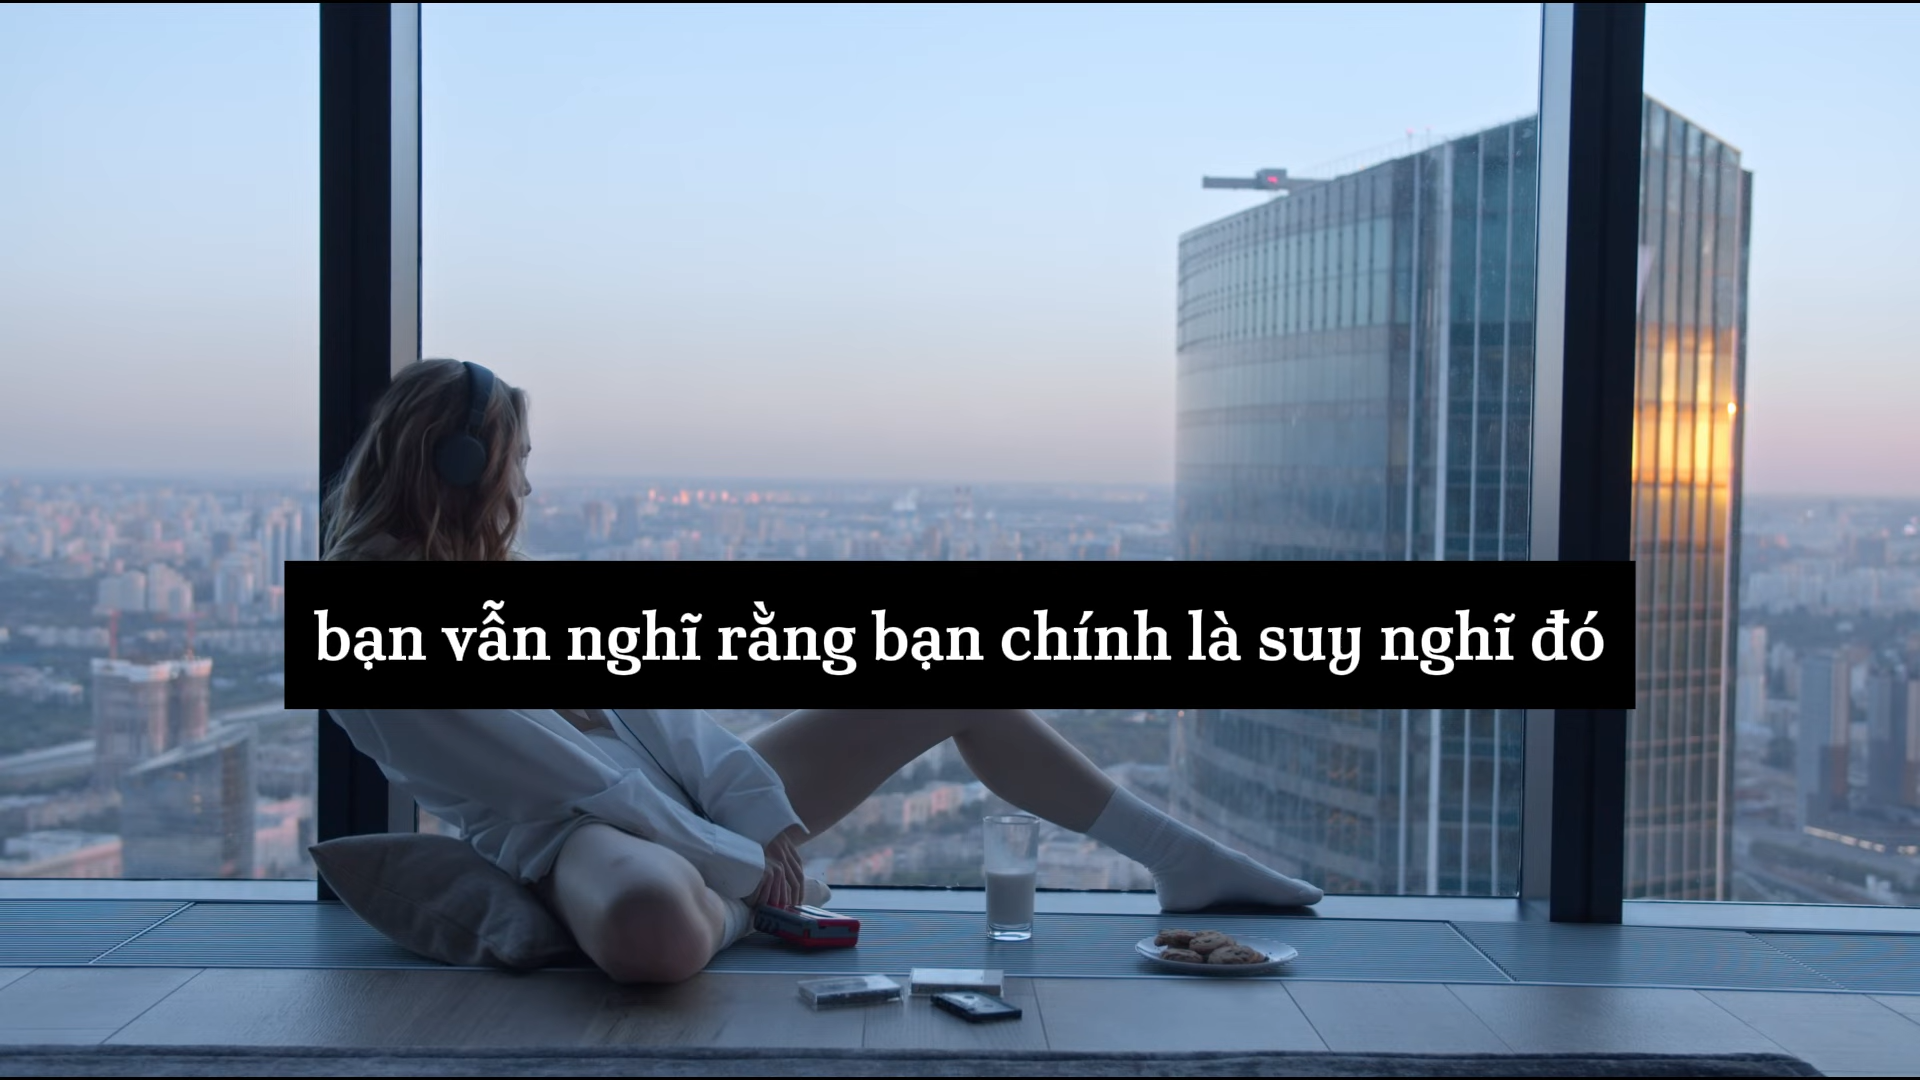 bạn vẫn nghĩ rằng bạn chính là suy nghĩ đó